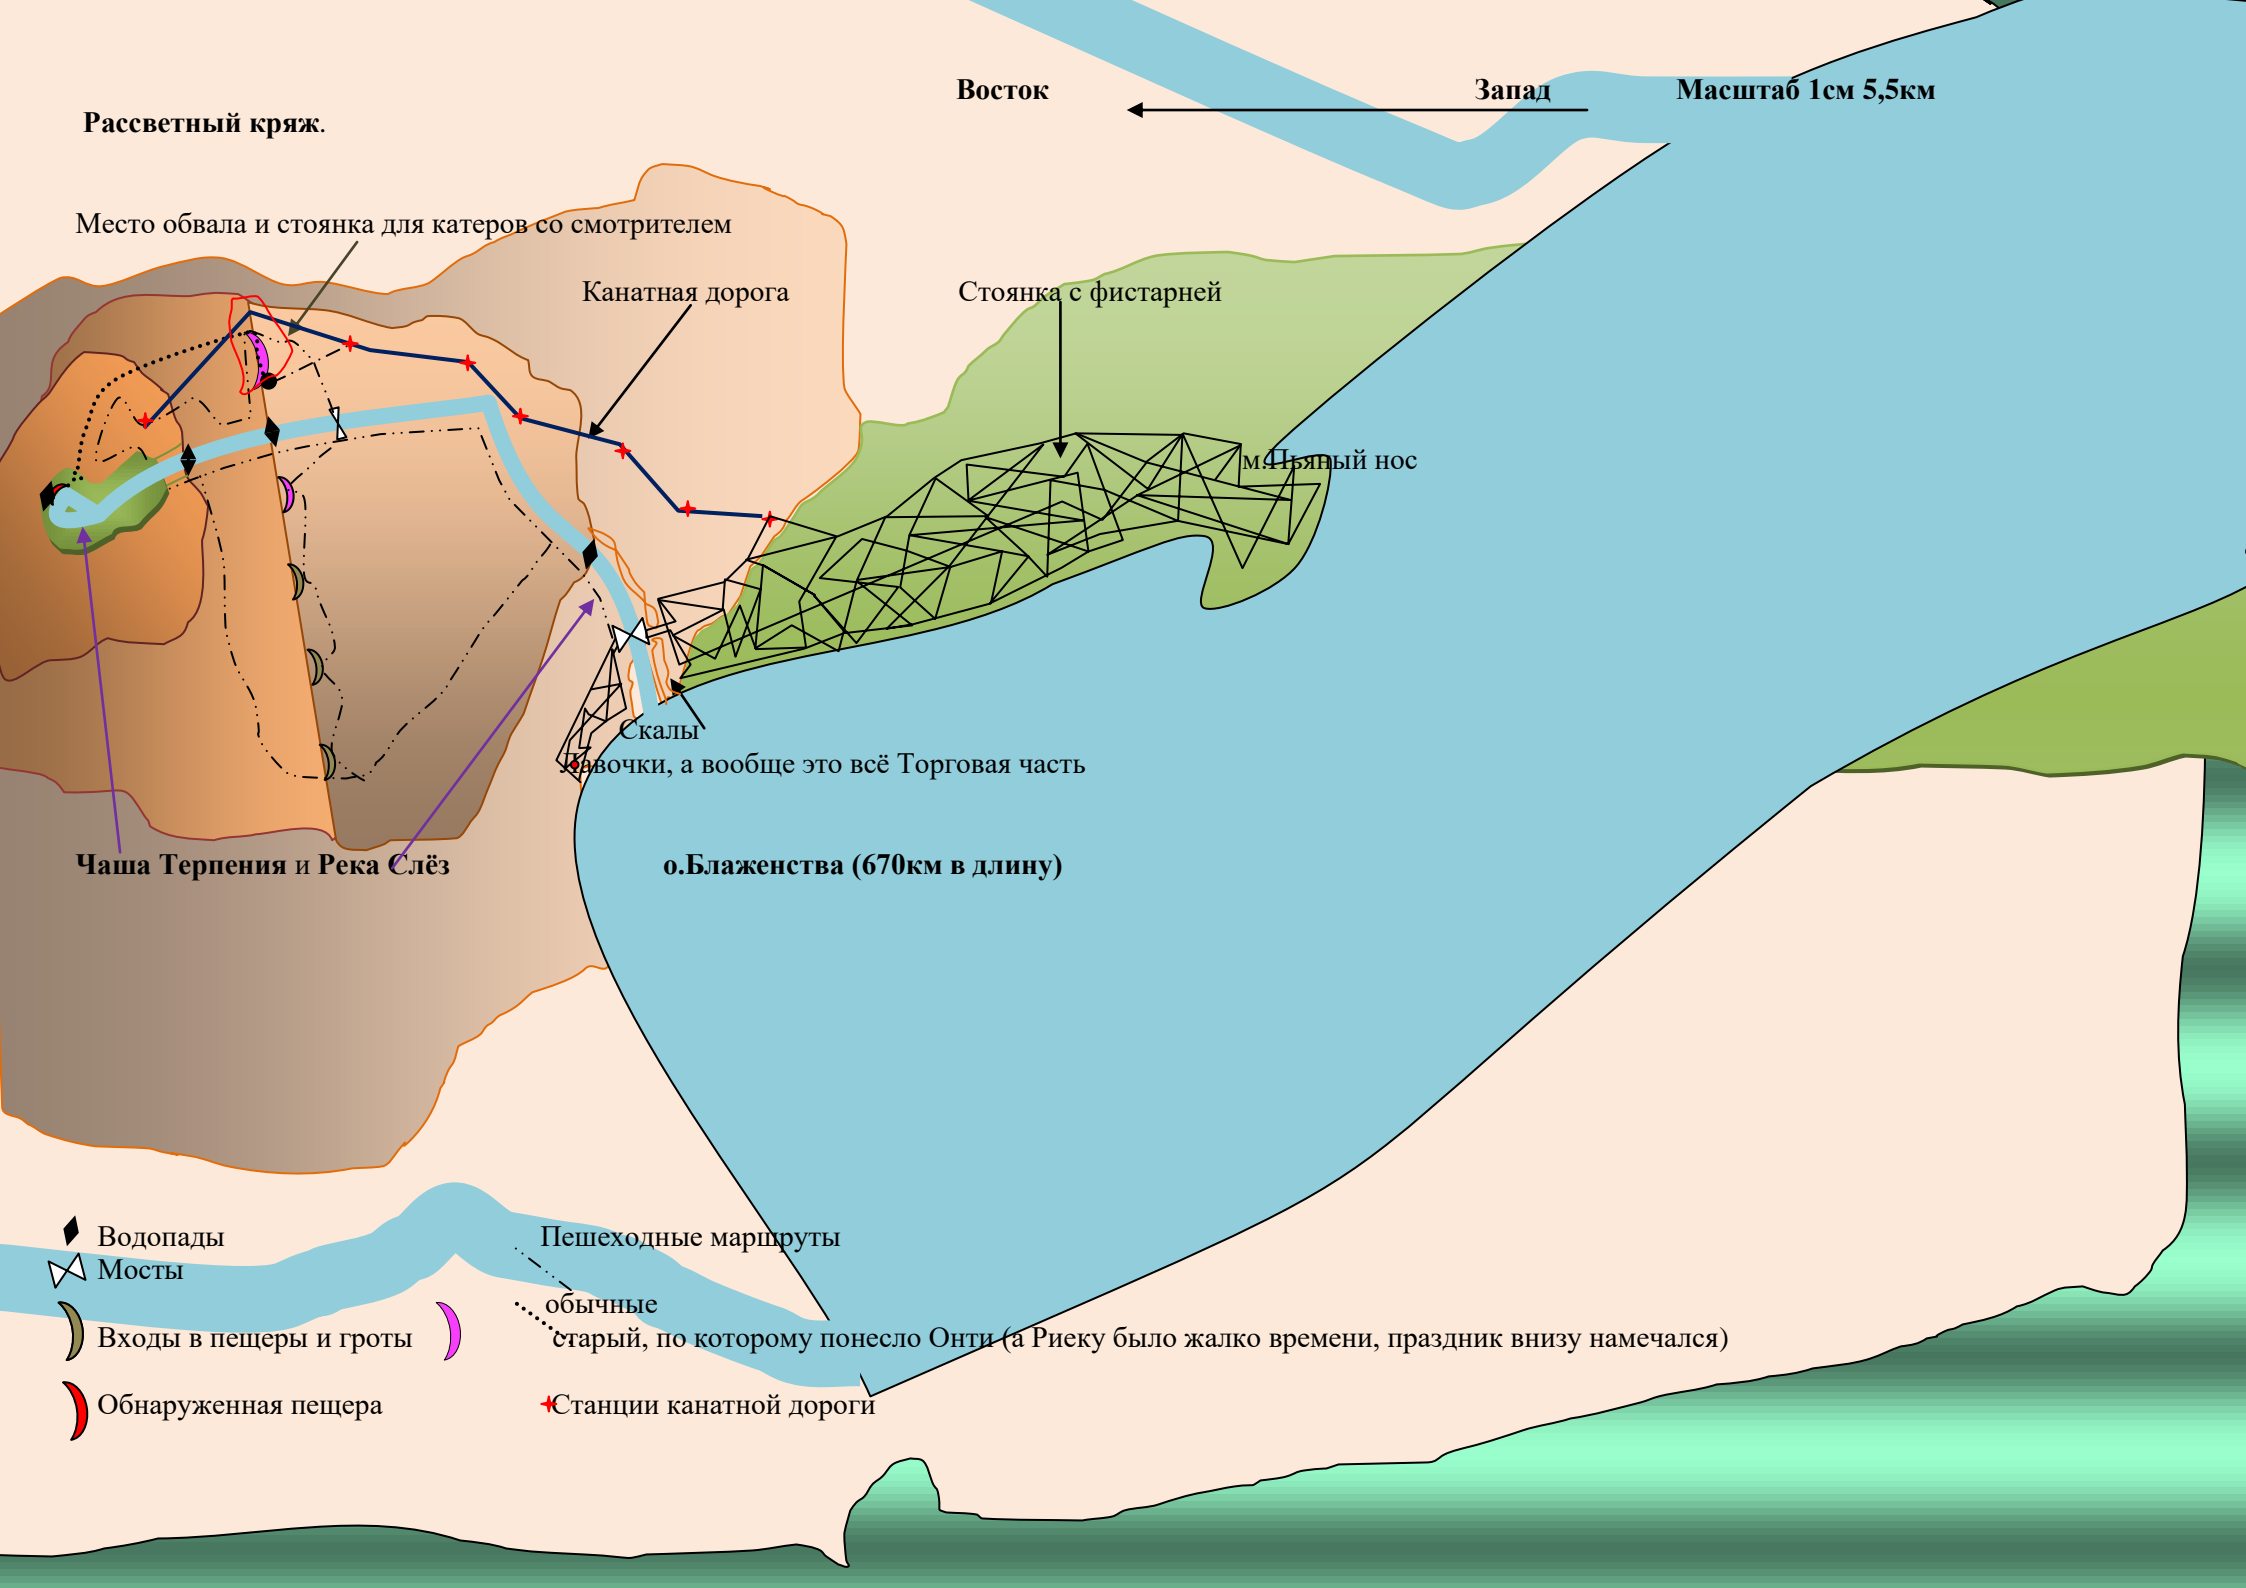 Восток Запад Масштаб 1см 5,5км
Рассветный кряж.
Место обвала и стоянка для катеров со смотрителем
Канатная дорога Стоянка с фистарней
м.Пьяный нос
Скалы
Лавочки, а вообще это всё Торговая часть
Чаша Терпения и Река Слёз о.Блаженства (670км в длину)
Водопады Пешеходные маршруты
Мосты
обычные
Входы в пещеры и гроты старый, по которому понесло Онти (а Риеку было жалко времени, праздник внизу намечался)
Обнаруженная пещера Станции канатной дороги